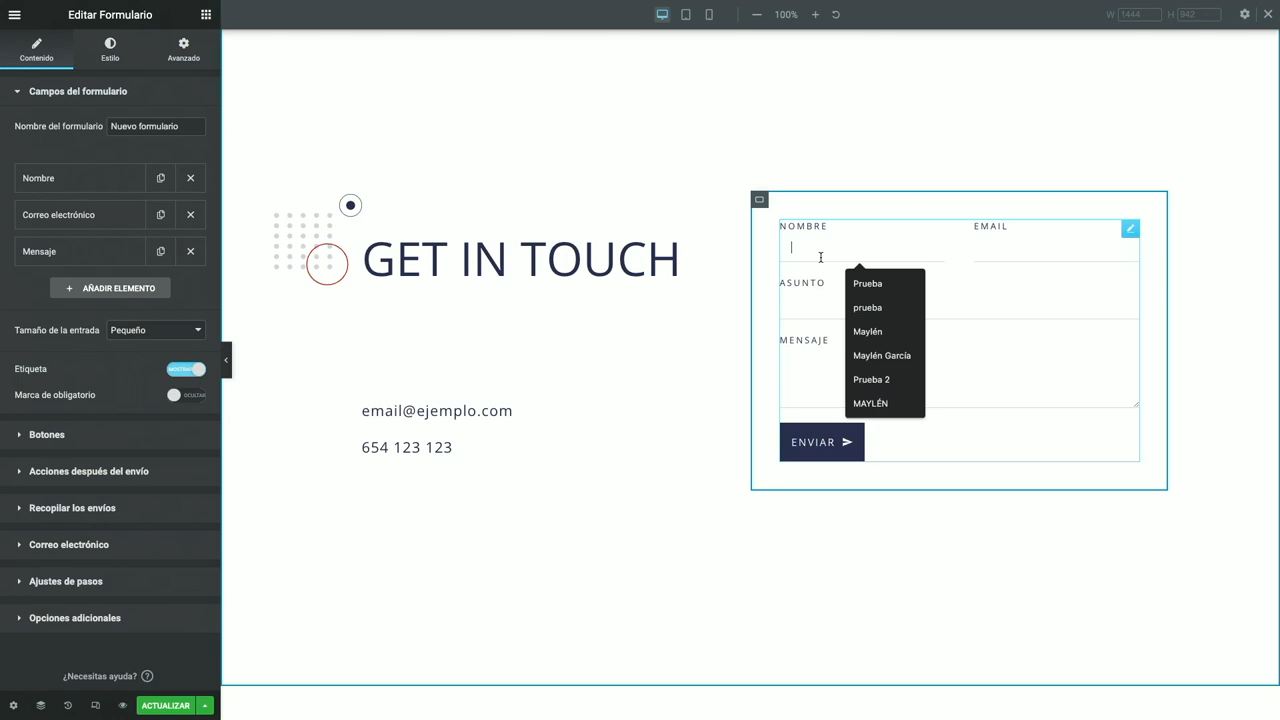 Editar Formulario
100%
W 1444 H 942
Contenido Estilo Avanzado
Campos del formulario
Nombre del formulario Nuevo formulario
Nombre
Correo electrónico
Mensaje
+ AÑADIR ELEMENTO
Tamaño de la entrada Pequeño
Etiqueta MOSTRAR
Marca de obligatorio OCULTAR
Botones
Acciones después del envío
Recopilar los envíos
Correo electrónico
Ajustes de pasos
Opciones adicionales
¿Necesitas ayuda? ?
ACTUALIZAR
GET IN TOUCH
email@ejemplo.com
654 123 123
NOMBRE EMAIL
ASUNTO
MENSAJE
Prueba
prueba
Maylén
Maylén García
Prueba 2
MAYLÉN
ENVIAR